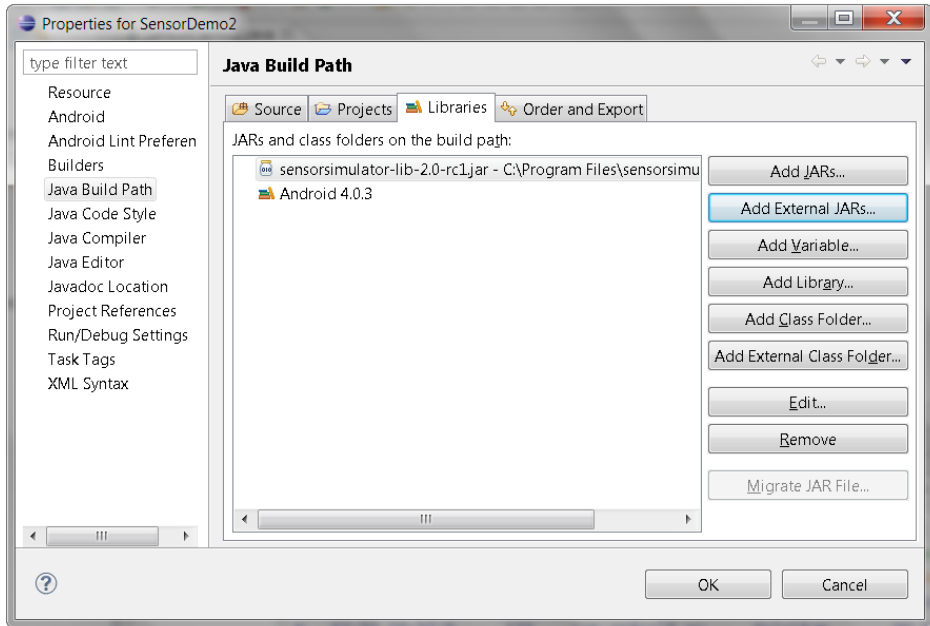 Properties for SensorDemo2
type filter text
Resource
Android
Android Lint Preferen
Builders
Java Build Path
Java Code Style
Java Compiler
Java Editor
Javadoc Location
Project References
Run/Debug Settings
Task Tags
XML Syntax
Java Build Path
Source Projects Libraries Order and Export
JARs and class folders on the build path:
sensorsimulator-lib-2.0-rc1.jar - C:\Program Files\sensorsimu
Android 4.0.3
Add JARs...
Add External JARs...
Add Variable...
Add Library...
Add Class Folder...
Add External Class Folder...
Edit...
Remove
Migrate JAR File...
OK Cancel